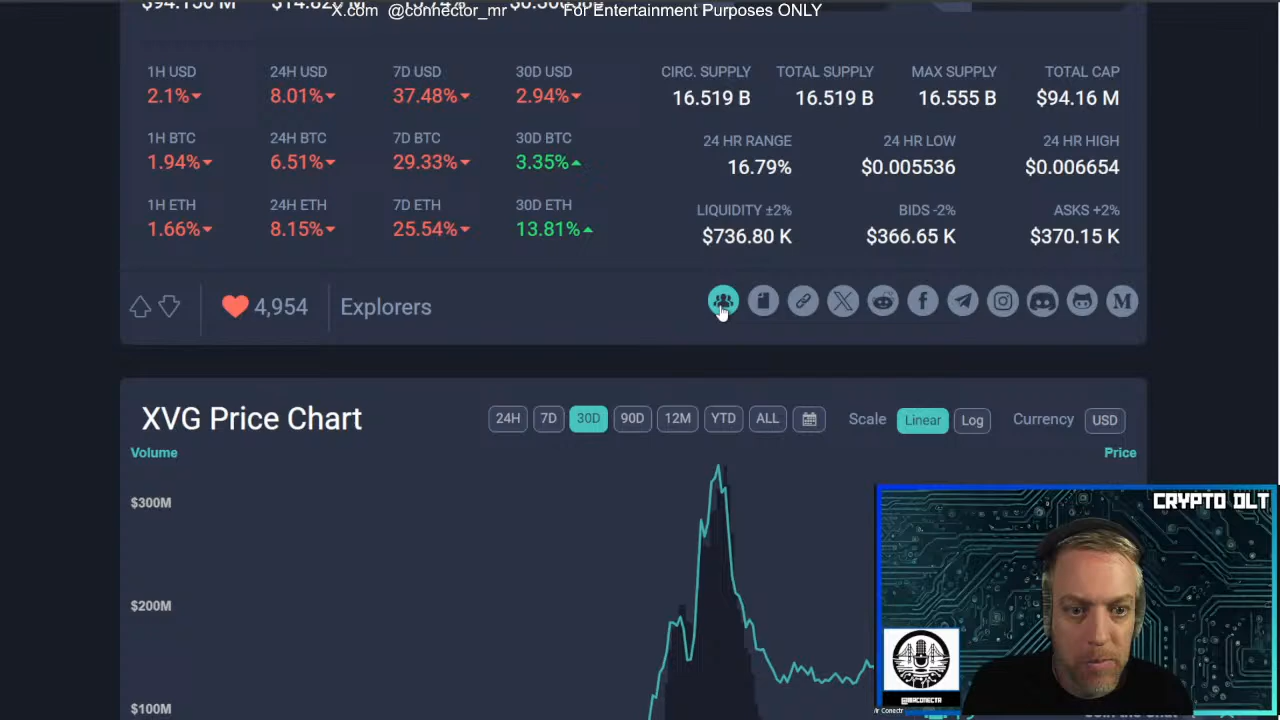 X.com @connector_mr For Entertainment Purposes ONLY
1H USD 24H USD 7D USD 30D USD CIRC. SUPPLY TOTAL SUPPLY MAX SUPPLY TOTAL CAP
2.1% 8.01% 37.48% 2.94% 16.519 B 16.519 B 16.555 B $94.16 M
1H BTC 24H BTC 7D BTC 30D BTC 24 HR RANGE 24 HR LOW 24 HR HIGH
1.94% 6.51% 29.33% 3.35% 16.79% $0.005536 $0.006654
1H ETH 24H ETH 7D ETH 30D ETH LIQUIDITY ±2% BIDS -2% ASKS +2%
1.66% 8.15% 25.54% 13.81% $736.80 K $366.65 K $370.15 K
4,954 Explorers
XVG Price Chart 24H 7D 30D 90D 12M YTD ALL Scale Linear Log Currency USD
Volume Price
$300M
CRYPTO DLT
$200M
@MRCONECTR
$100M